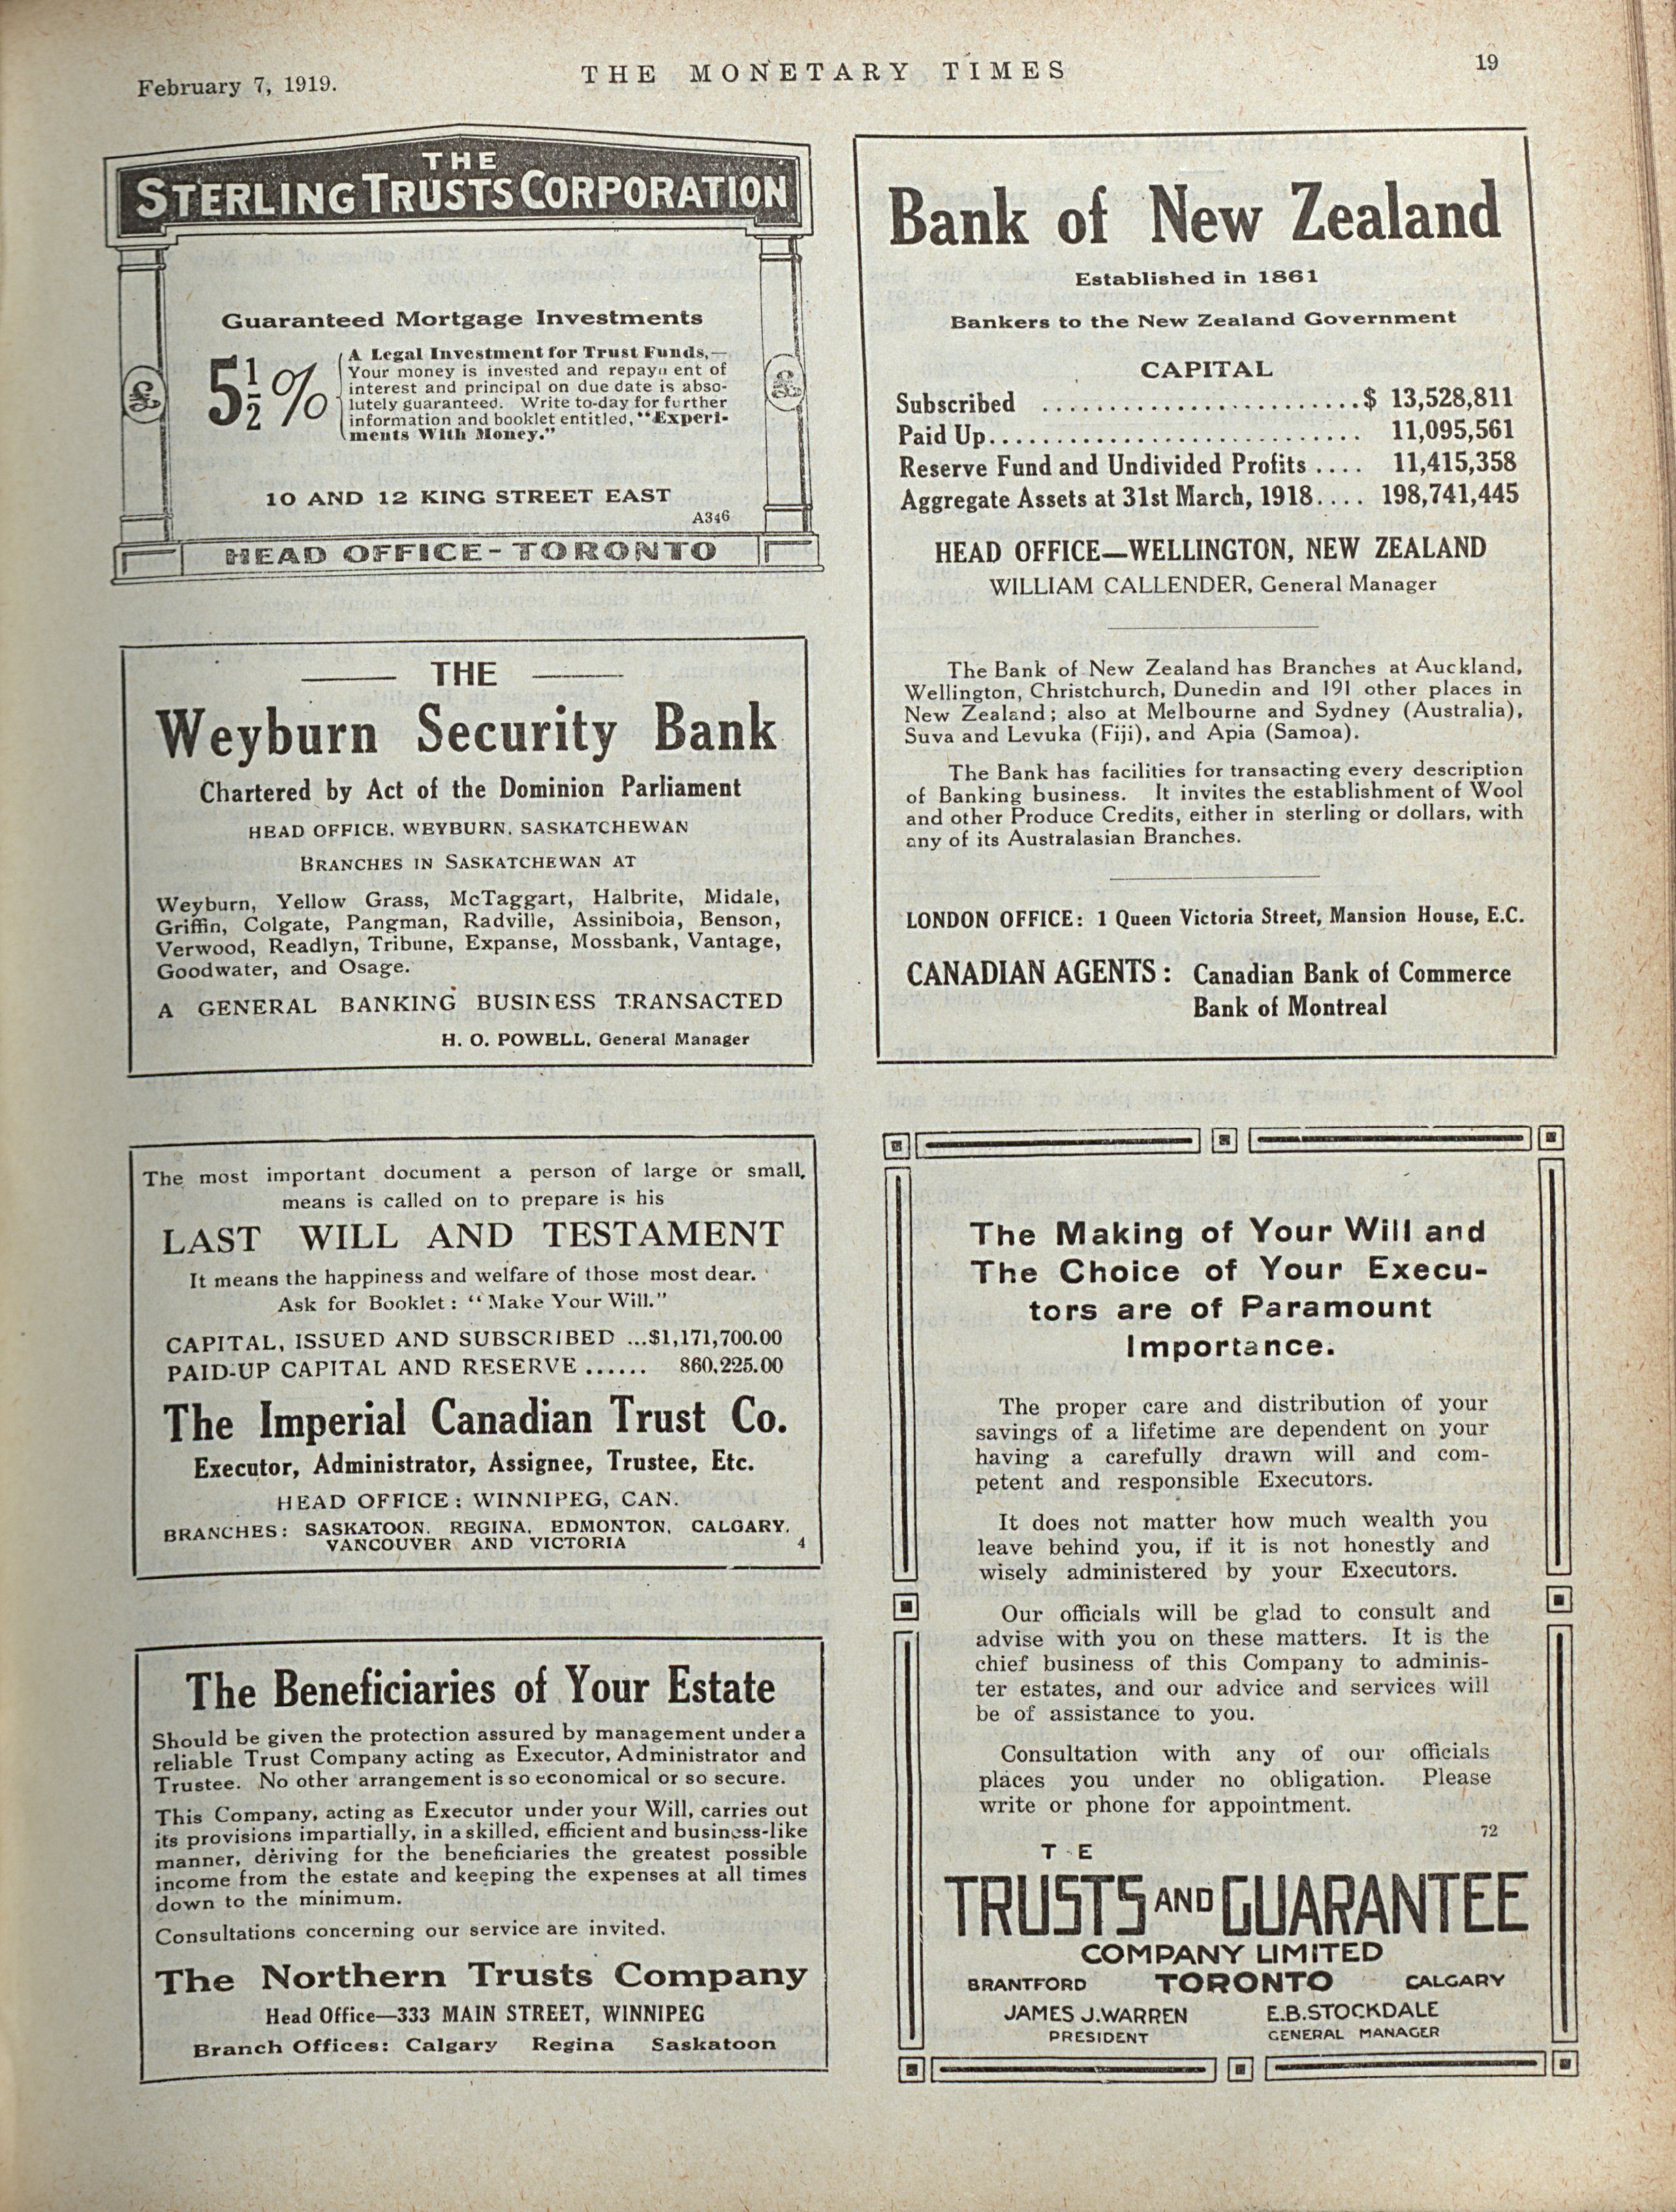 February 7, 1919.
THE MONETARY TIMES
19
THE
STERLING TRUSTS CORPORATION
Guaranteed Mortgage Investments
5½%
A Legal Investment for Trust Funds,—
Your money is invested and repayment of
interest and principal on due date is abso-
lutely guaranteed. Write to-day for further
information and booklet entitled, "Experi-
ments With Money."
£
£
10 AND 12 KING STREET EAST
A346
HEAD OFFICE-TORONTO
THE
Weyburn Security Bank
Chartered by Act of the Dominion Parliament
HEAD OFFICE, WEYBURN, SASKATCHEWAN
BRANCHES IN SASKATCHEWAN AT
Weyburn, Yellow Grass, McTaggart, Halbrite, Midale,
Griffin, Colgate, Pangman, Radville, Assiniboia, Benson,
Verwood, Readlyn, Tribune, Expanse, Mossbank, Vantage,
Goodwater, and Osage.
A GENERAL BANKING BUSINESS TRANSACTED
H. O. POWELL, General Manager
The most important document a person of large or small,
means is called on to prepare is his
LAST WILL AND TESTAMENT
It means the happiness and welfare of those most dear.
Ask for Booklet: "Make Your Will."
CAPITAL, ISSUED AND SUBSCRIBED ...$1,171,700.00
PAID-UP CAPITAL AND RESERVE ...... 860,225.00
The Imperial Canadian Trust Co.
Executor, Administrator, Assignee, Trustee, Etc.
HEAD OFFICE: WINNIPEG, CAN.
BRANCHES: SASKATOON, REGINA, EDMONTON, CALGARY,
VANCOUVER AND VICTORIA 4
The Beneficiaries of Your Estate
Should be given the protection assured by management under a
reliable Trust Company acting as Executor, Administrator and
Trustee. No other arrangement is so economical or so secure.
This Company, acting as Executor under your Will, carries out
its provisions impartially, in a skilled, efficient and business-like
manner, deriving for the beneficiaries the greatest possible
income from the estate and keeping the expenses at all times
down to the minimum.
Consultations concerning our service are invited.
The Northern Trusts Company
Head Office—333 MAIN STREET, WINNIPEG
Branch Offices: Calgary Regina Saskatoon
Bank of New Zealand
Established in 1861
Bankers to the New Zealand Government
CAPITAL
Subscribed ........................$ 13,528,811
Paid Up............................ 11,095,561
Reserve Fund and Undivided Profits .... 11,415,358
Aggregate Assets at 31st March, 1918.... 198,741,445
HEAD OFFICE—WELLINGTON, NEW ZEALAND
WILLIAM CALLENDER, General Manager
The Bank of New Zealand has Branches at Auckland,
Wellington, Christchurch, Dunedin and 191 other places in
New Zealand; also at Melbourne and Sydney (Australia),
Suva and Levuka (Fiji), and Apia (Samoa).
The Bank has facilities for transacting every description
of Banking business. It invites the establishment of Wool
and other Produce Credits, either in sterling or dollars, with
any of its Australasian Branches.
LONDON OFFICE: 1 Queen Victoria Street, Mansion House, E.C.
CANADIAN AGENTS: Canadian Bank of Commerce
Bank of Montreal
The Making of Your Will and
The Choice of Your Execu-
tors are of Paramount
Importance.
The proper care and distribution of your
savings of a lifetime are dependent on your
having a carefully drawn will and com-
petent and responsible Executors.
It does not matter how much wealth you
leave behind you, if it is not honestly and
wisely administered by your Executors.
Our officials will be glad to consult and
advise with you on these matters. It is the
chief business of this Company to adminis-
ter estates, and our advice and services will
be of assistance to you.
Consultation with any of our officials
places you under no obligation. Please
write or phone for appointment.
72
T E
TRUSTS AND GUARANTEE
COMPANY LIMITED
BRANTFORD TORONTO CALGARY
JAMES J. WARREN E.B. STOCKDALE
PRESIDENT GENERAL MANAGER